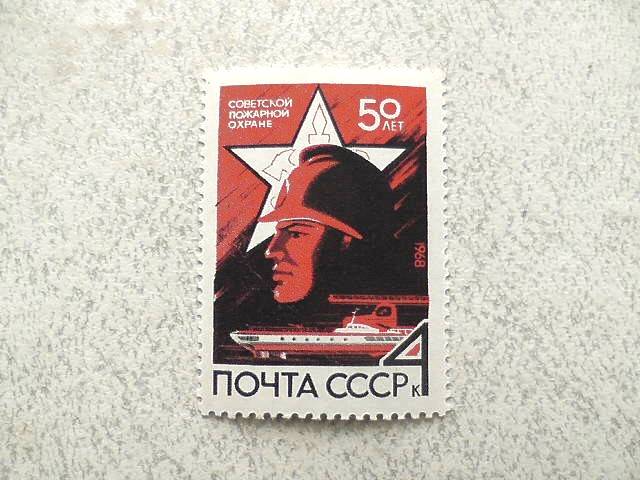 СОВЕТСКОЙ
ПОЖАРНОЙ
ОХРАНЕ
50
ЛЕТ
1968
4
ПОЧТА СССР к